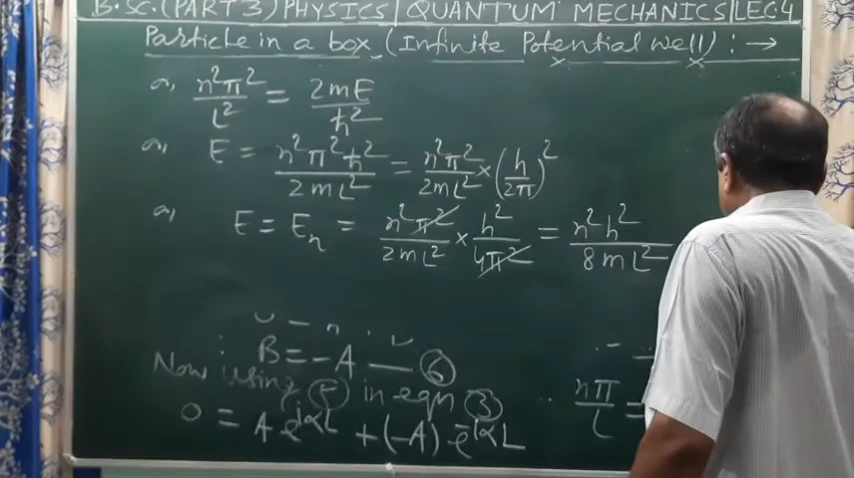 B.SC.(PART 3) PHYSICS | QUANTUM MECHANICS | LEC 4
Particle in a box (Infinite Potential well) :→
or, n²π²/L² = 2mE/ħ²
or, E = n²π²ħ²/2mL² = n²π²/2mL² × (h/2π)²
or, E = Eₙ = n²π²/2mL² × h²/4π² = n²h²/8mL²
B = -A — ⑥
Now using ⑤ in eqn ③
0 = A e^iαL + (-A) e^-iαL
nπ/L =